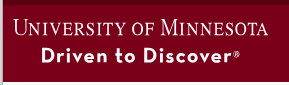 UNIVERSITY OF MINNESOTA
Driven to Discover®